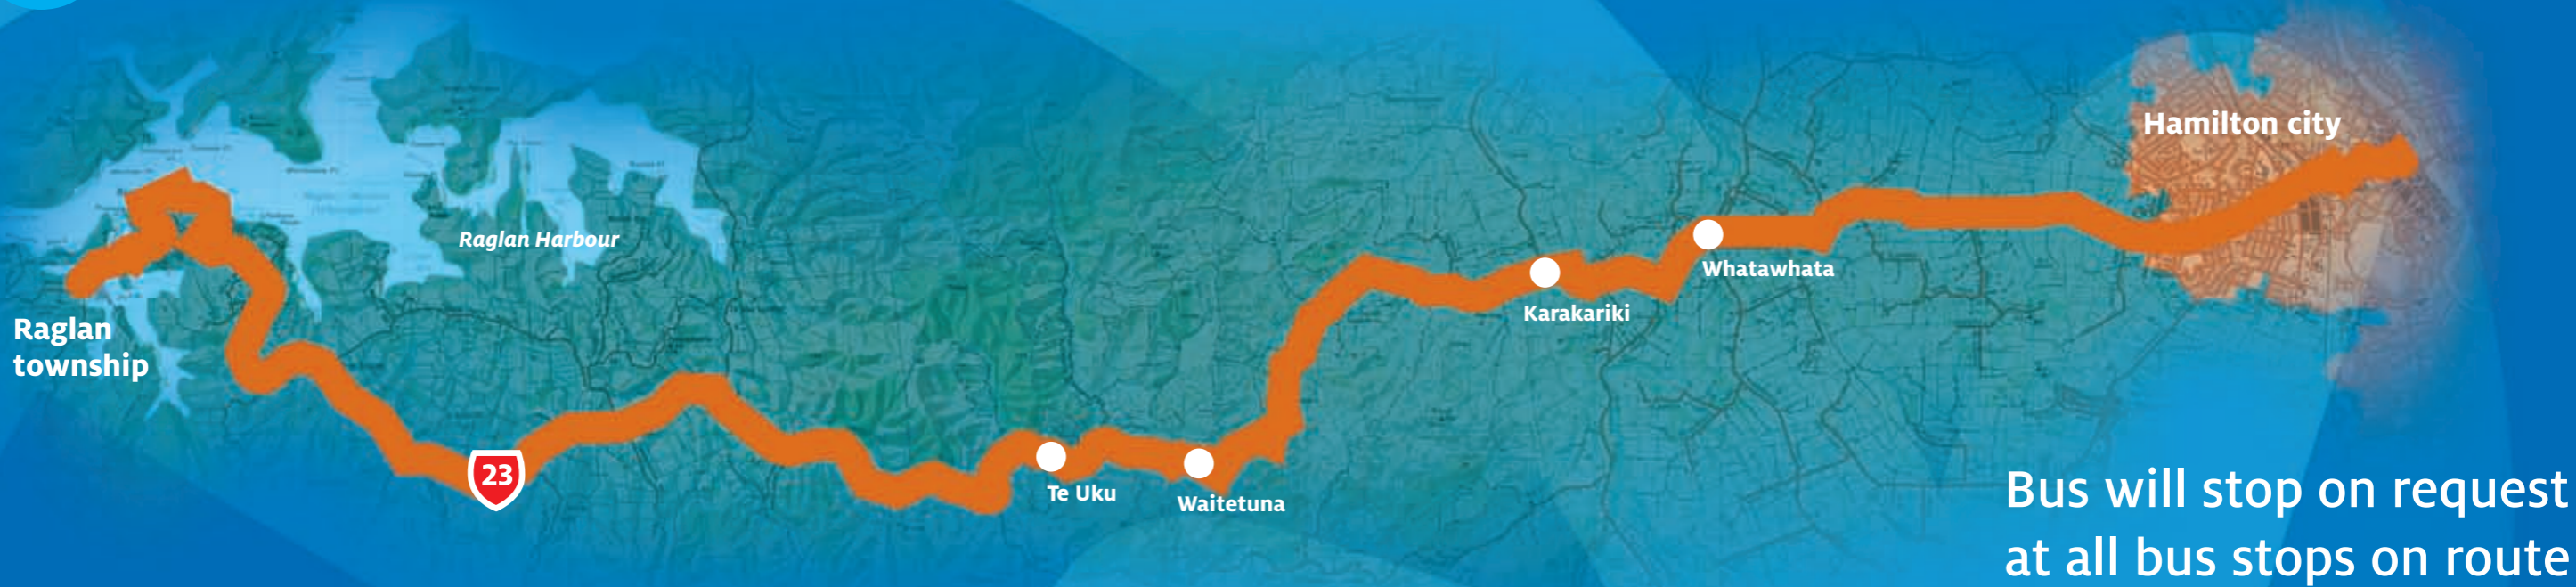 Hamilton city
Raglan Harbour
Whatawhata
Karakariki
Raglan
township
23
Te Uku
Waitetuna
Bus will stop on request
at all bus stops on route